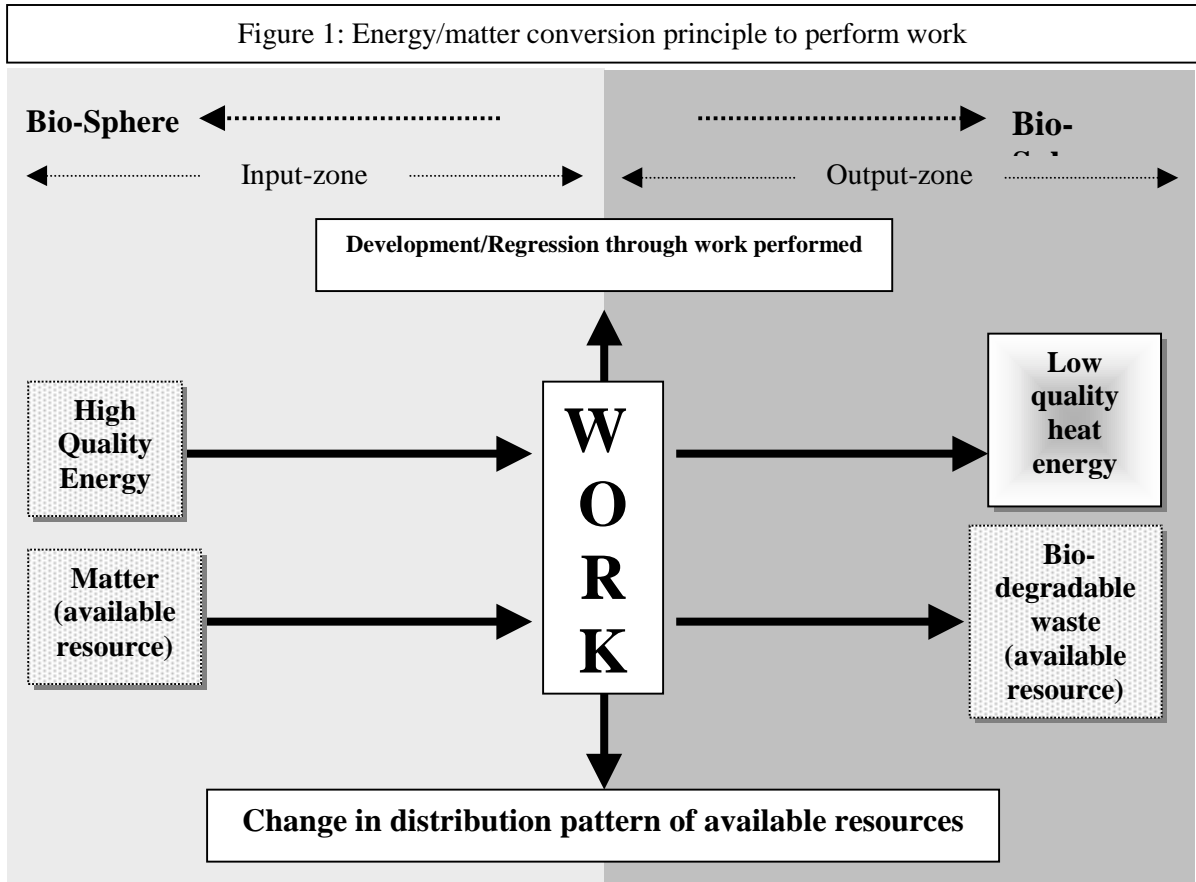 Figure 1: Energy/matter conversion principle to perform work
Bio-Sphere
Bio-
Input-zone
Output-zone
Development/Regression through work performed
High
Quality
Energy
W
O
R
K
Low
quality
heat
energy
Matter
(available
resource)
Bio-
degradable
waste
(available
resource)
Change in distribution pattern of available resources